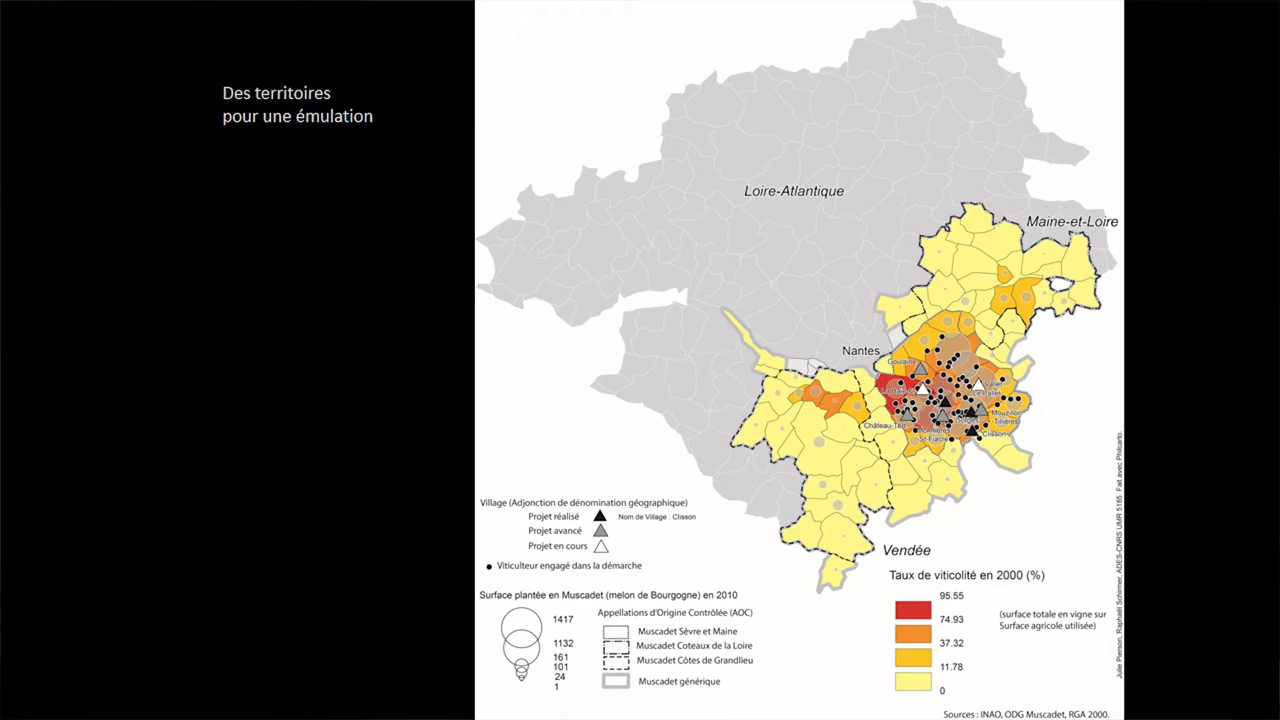 Des territoires
pour une émulation
Loire-Atlantique
Maine-et-Loire
Nantes
Goulaine
Vallet
Le Pallet
Mouzillon
Tillières
Château-Thd
Gorges
Clisson
Monnières
St-Fiacre
Vendée
Village (Adjonction de dénomination géographique)
Projet réalisé
Nom de Village : Clisson
Projet avancé
Projet en cours
Viticulteur engagé dans la démarche
Surface plantée en Muscadet (melon de Bourgogne) en 2010
1417
1132
161
101
24
1
Appellations d'Origine Contrôlée (AOC)
Muscadet Sèvre et Maine
Muscadet Coteaux de la Loire
Muscadet Côtes de Grandlieu
Muscadet générique
Taux de viticolité en 2000 (%)
95.55
74.93
37.32
11.78
0
(surface totale en vigne sur
Surface agricole utilisée)
Sources : INAO, ODG Muscadet, RGA 2000.
Julie Pierson, Raphaël Schirmer, ADES-CNRS UMR 5185. Fait avec Philcarto